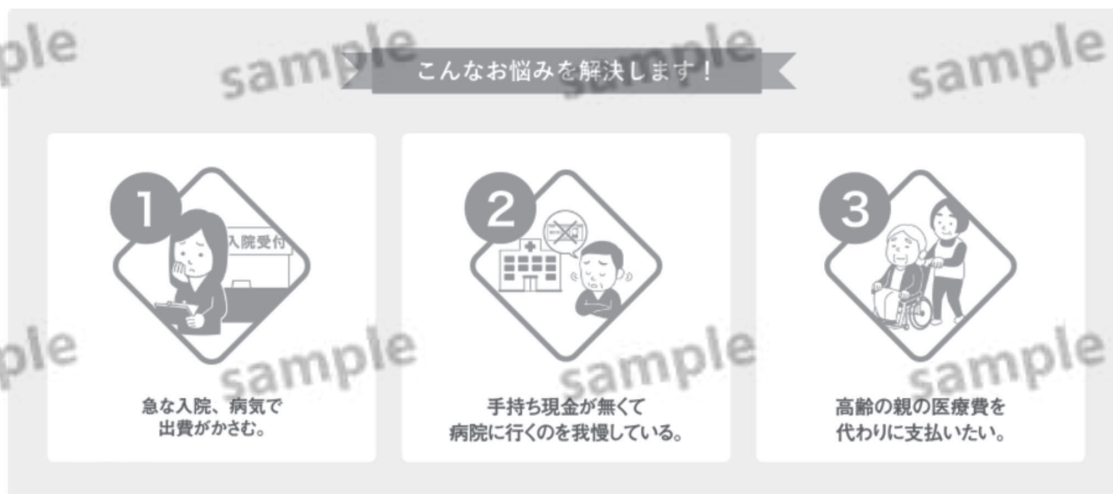 sample
sample
sample
sample
こんなお悩みを解決します！
1
入院受付
2
3
sample
sample
sample
sample
急な入院、病気で
出費がかさむ。
手持ち現金が無くて
病院に行くのを我慢している。
高齢の親の医療費を
代わりに支払いたい。